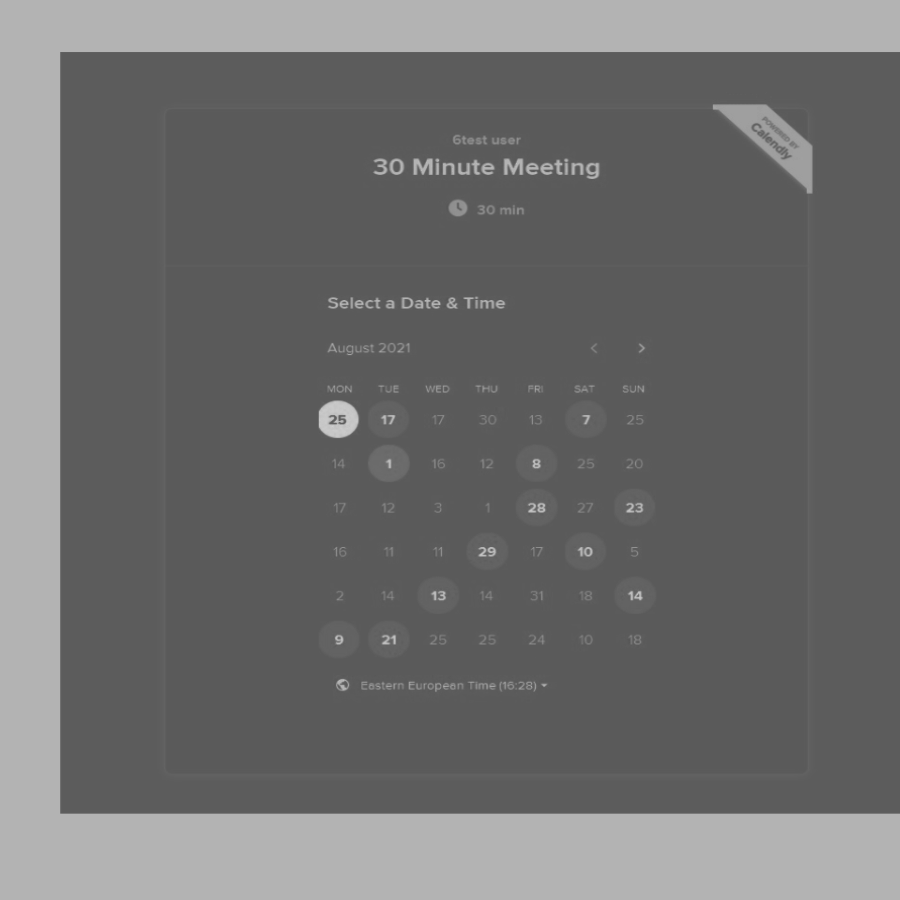 POWERED BY
Calendly
6test user
30 Minute Meeting
30 min
Select a Date & Time
August 2021
MON TUE WED THU FRI SAT SUN
25 17 17 30 13 7 25
14 1 16 12 8 25 20
17 12 3 1 28 27 23
16 11 11 29 17 10 5
2 14 13 14 31 18 14
9 21 25 25 24 10 18
Eastern European Time (16:28)